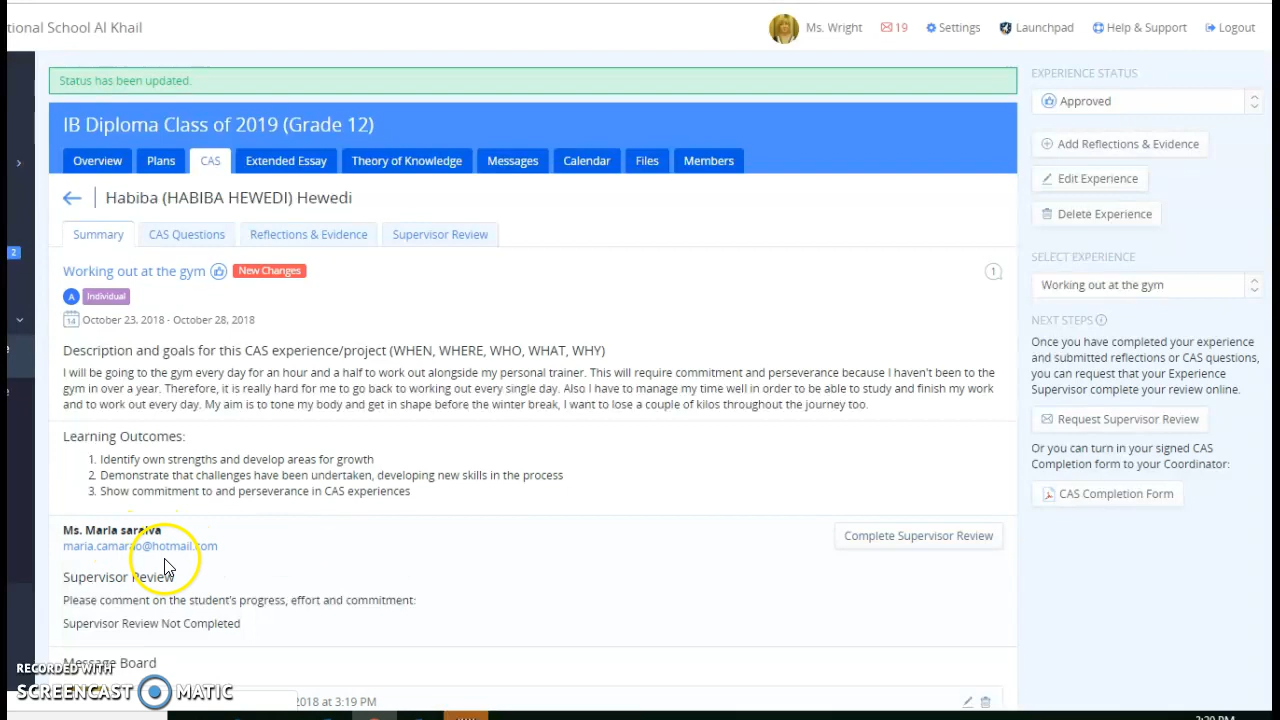 tional School Al Khail
Ms. Wright
19
Settings
Launchpad
Help & Support
Logout
Status has been updated.
IB Diploma Class of 2019 (Grade 12)
Overview
Plans
CAS
Extended Essay
Theory of Knowledge
Messages
Calendar
Files
Members
Habiba (HABIBA HEWEDI) Hewedi
Summary
CAS Questions
Reflections & Evidence
Supervisor Review
2
Working out at the gym
New Changes
1
A
Individual
14
October 23, 2018 - October 28, 2018
Description and goals for this CAS experience/project (WHEN, WHERE, WHO, WHAT, WHY)
I will be going to the gym every day for an hour and a half to work out alongside my personal trainer. This will require commitment and perseverance because I haven't been to the
gym in over a year. Therefore, it is really hard for me to go back to working out every single day. Also I have to manage my time well in order to be able to study and finish my work
and to work out every day. My aim is to tone my body and get in shape before the winter break, I want to lose a couple of kilos throughout the journey too.
Learning Outcomes:
1. Identify own strengths and develop areas for growth
2. Demonstrate that challenges have been undertaken, developing new skills in the process
3. Show commitment to and perseverance in CAS experiences
Ms. Maria saraiva
maria.camarao@hotmail.com
Complete Supervisor Review
Supervisor Review
Please comment on the student's progress, effort and commitment:
Supervisor Review Not Completed
Message Board
2018 at 3:19 PM
EXPERIENCE STATUS
Approved
Add Reflections & Evidence
Edit Experience
Delete Experience
SELECT EXPERIENCE
Working out at the gym
NEXT STEPS
Once you have completed your experience
and submitted reflections or CAS questions,
you can request that your Experience
Supervisor complete your review online.
Request Supervisor Review
Or you can turn in your signed CAS
Completion form to your Coordinator:
CAS Completion Form
RECORDED WITH
SCREENCAST MATIC